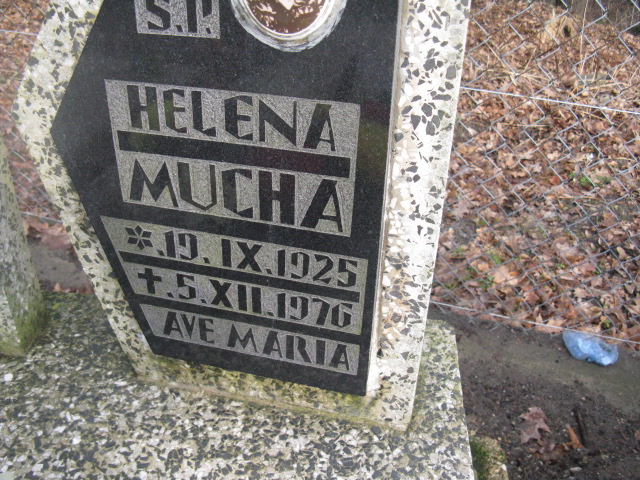 S.P.
HELENA
MUCHA
*.19.IX.1925
+.5.XII.1976
AVE MARIA